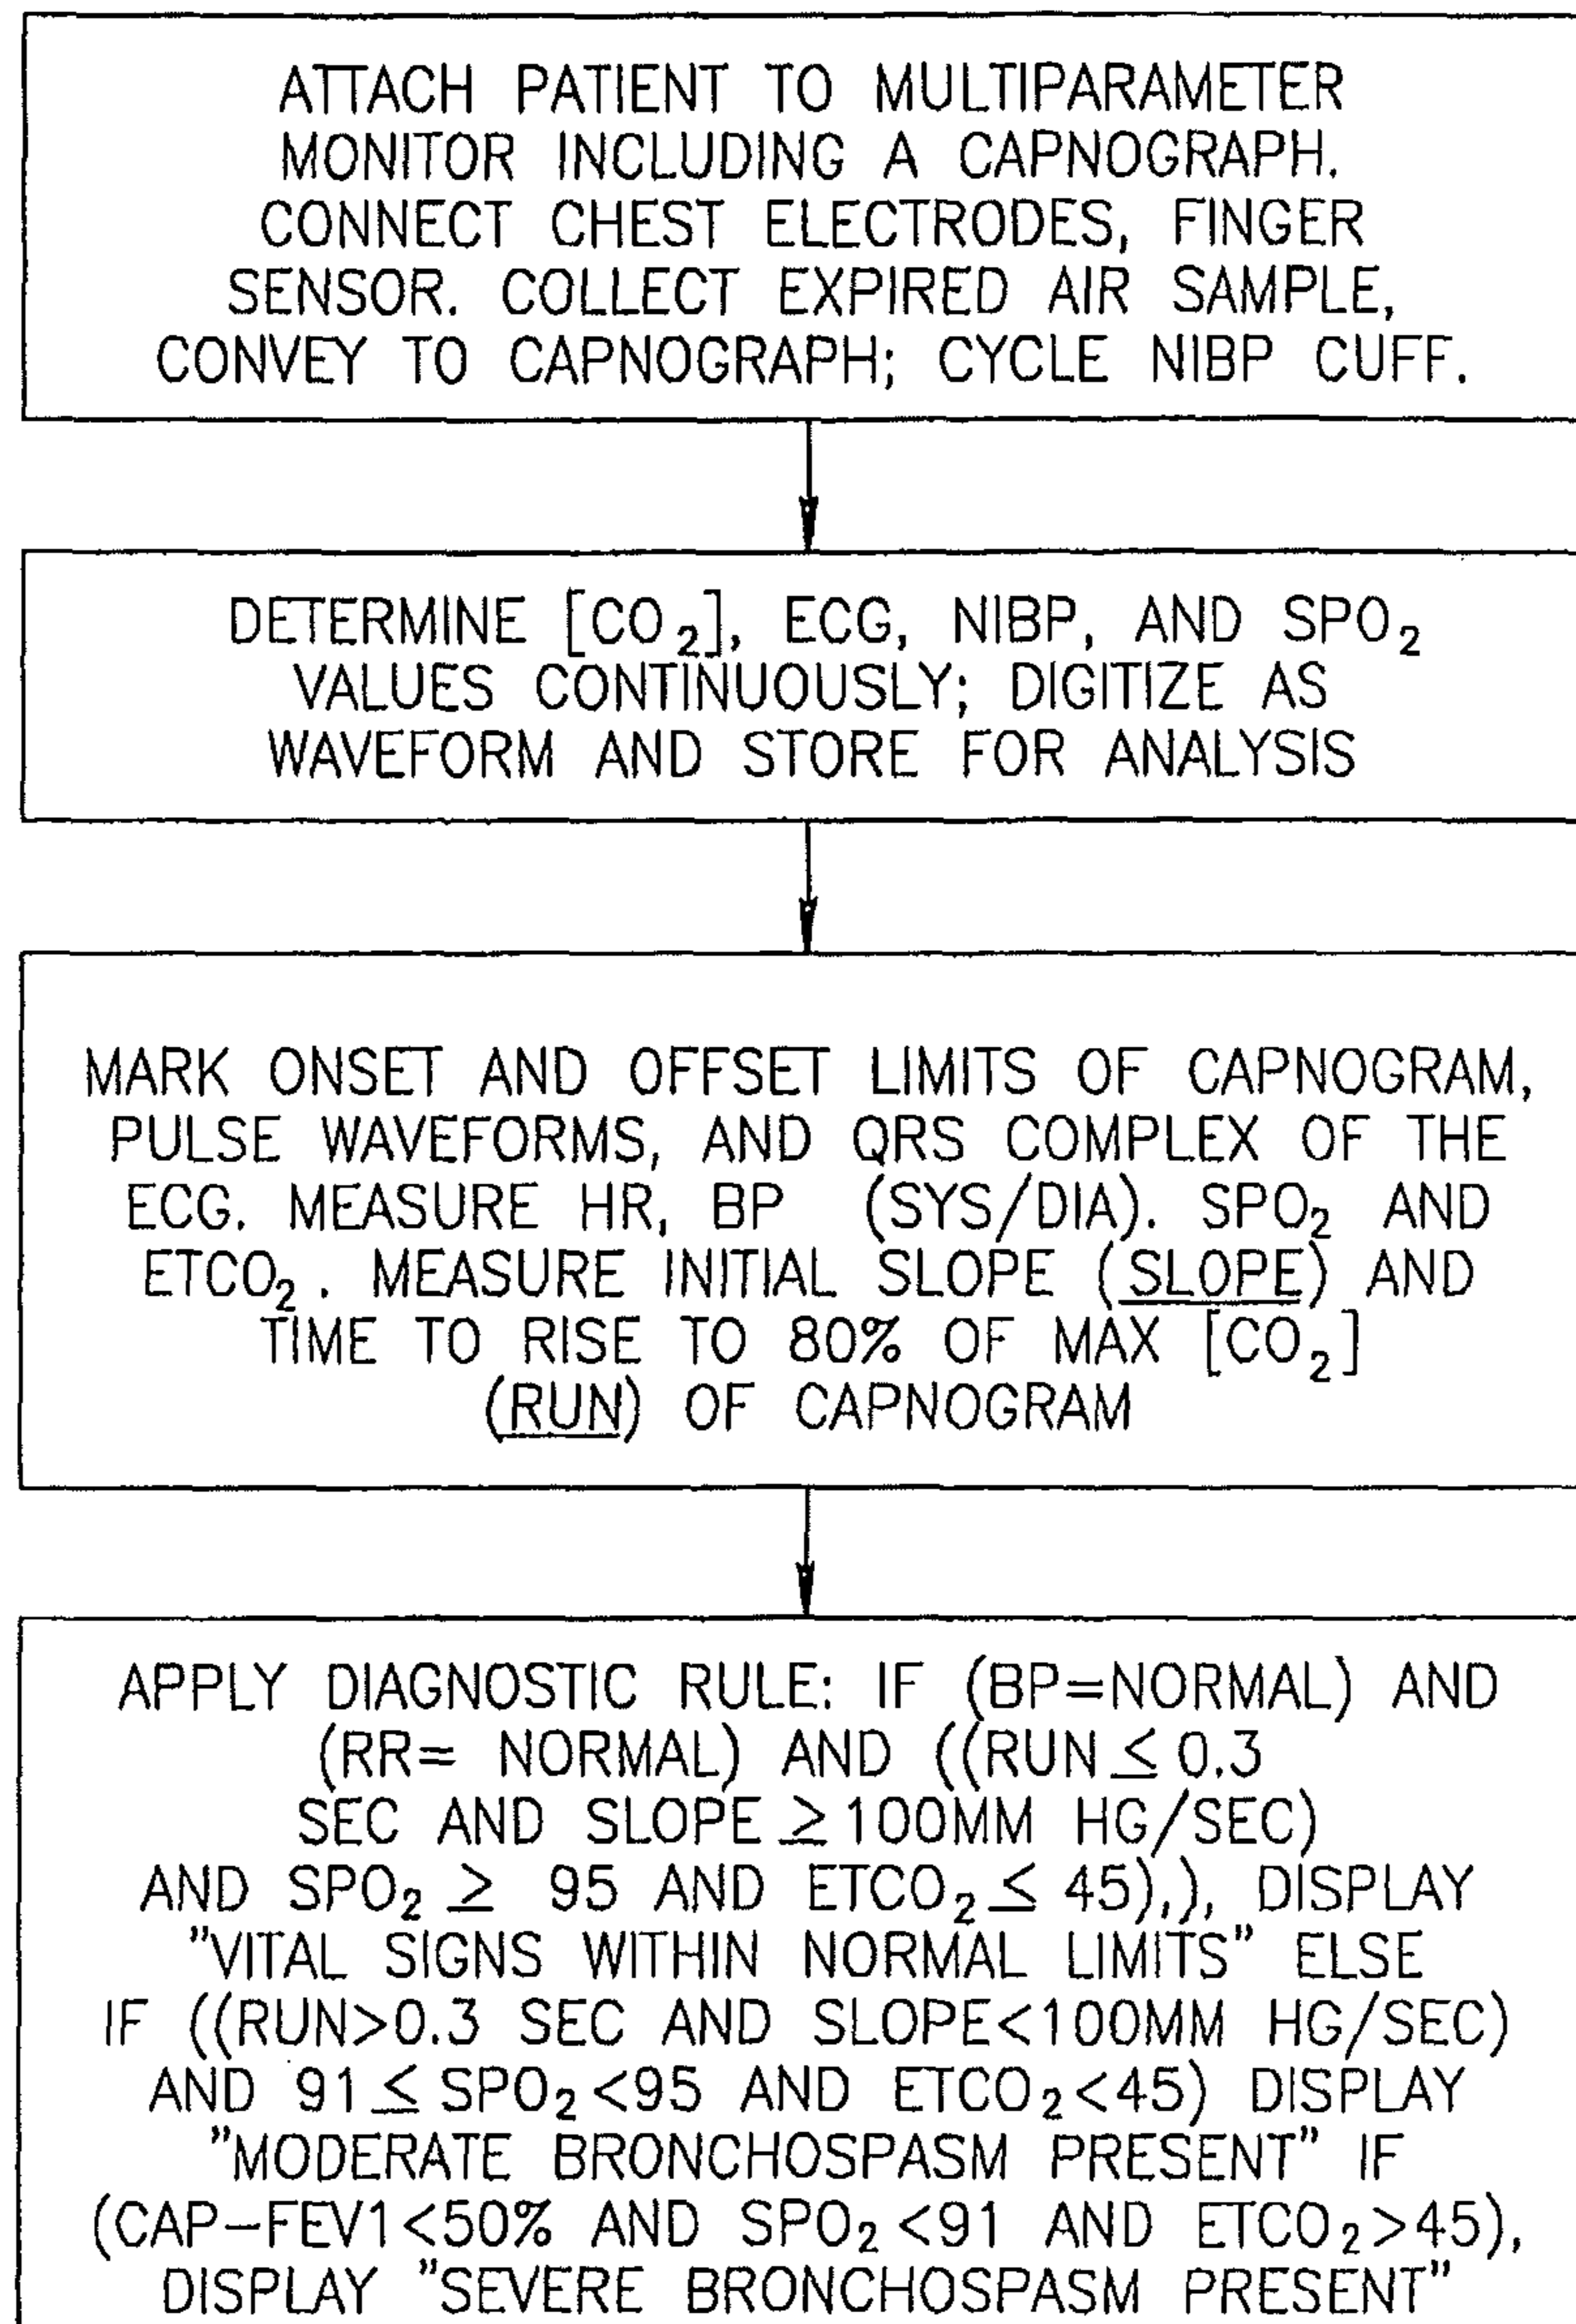 ATTACH PATIENT TO MULTIPARAMETER
MONITOR INCLUDING A CAPNOGRAPH.
CONNECT CHEST ELECTRODES, FINGER
SENSOR. COLLECT EXPIRED AIR SAMPLE,
CONVEY TO CAPNOGRAPH; CYCLE NIBP CUFF.
DETERMINE [CO₂], ECG, NIBP, AND SPO₂
VALUES CONTINUOUSLY; DIGITIZE AS
WAVEFORM AND STORE FOR ANALYSIS
MARK ONSET AND OFFSET LIMITS OF CAPNOGRAM,
PULSE WAVEFORMS, AND QRS COMPLEX OF THE
ECG. MEASURE HR, BP (SYS/DIA). SPO₂ AND
ETCO₂. MEASURE INITIAL SLOPE (SLOPE) AND
TIME TO RISE TO 80% OF MAX [CO₂]
(RUN) OF CAPNOGRAM
APPLY DIAGNOSTIC RULE: IF (BP=NORMAL) AND
(RR= NORMAL) AND ((RUN ≤ 0.3
SEC AND SLOPE ≥ 100MM HG/SEC)
AND SPO₂ ≥ 95 AND ETCO₂ ≤ 45),), DISPLAY
"VITAL SIGNS WITHIN NORMAL LIMITS" ELSE
IF ((RUN>0.3 SEC AND SLOPE<100MM HG/SEC)
AND 91 ≤ SPO₂<95 AND ETCO₂<45) DISPLAY
"MODERATE BRONCHOSPASM PRESENT" IF
(CAP-FEV1<50% AND SPO₂<91 AND ETCO₂>45),
DISPLAY "SEVERE BRONCHOSPASM PRESENT"